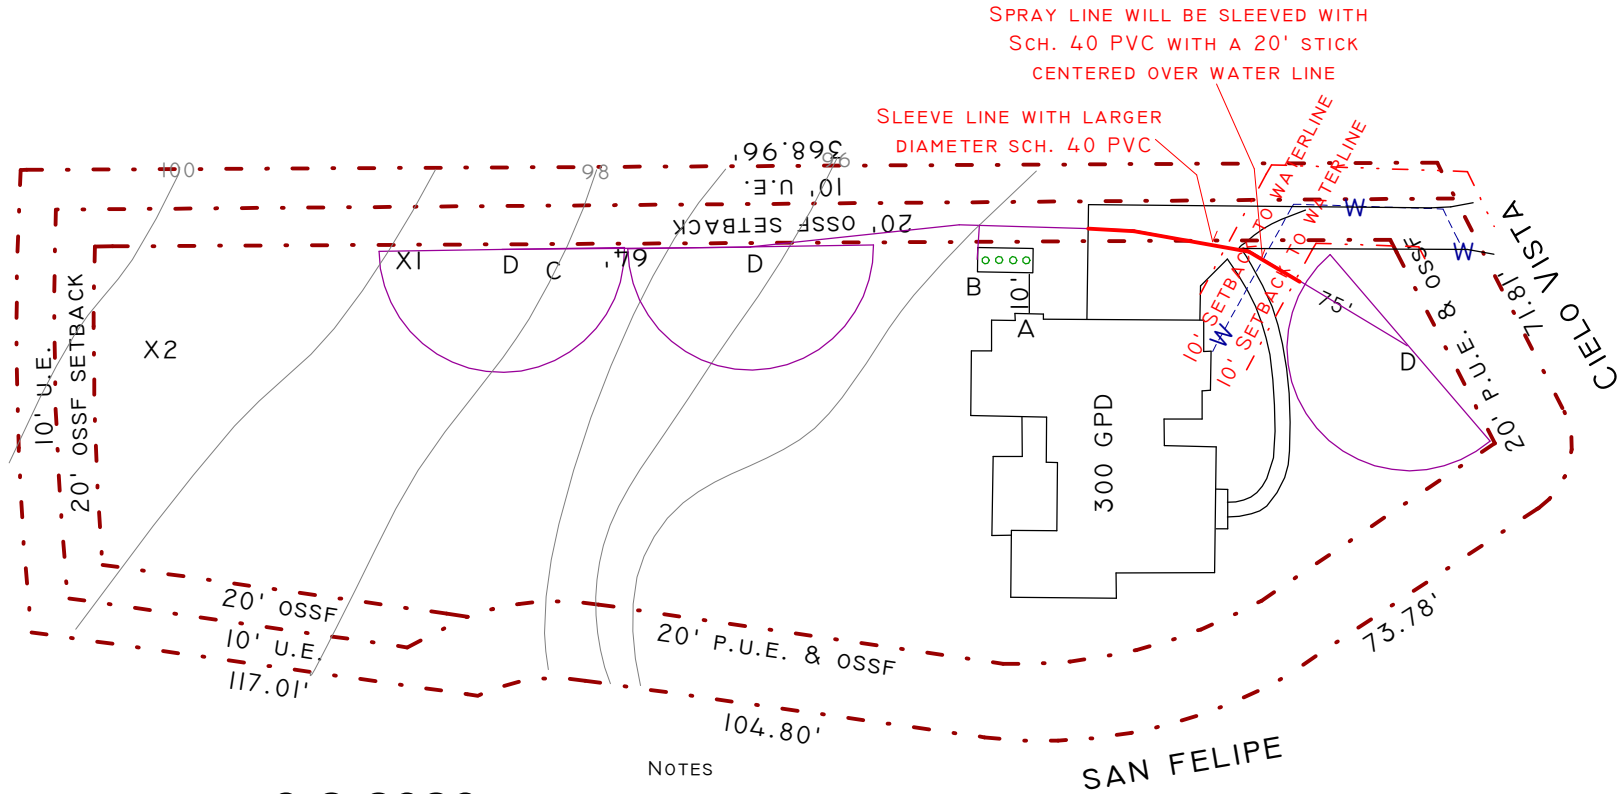 SPRAY LINE WILL BE SLEEVED WITH
SCH. 40 PVC WITH A 20' STICK
CENTERED OVER WATER LINE
SLEEVE LINE WITH LARGER
DIAMETER SCH. 40 PVC
10' SETBACK TO WATERLINE
10' SETBACK TO WATERLINE
100
98
96
368.96'
10' U.E.
20' OSSF SETBACK
W
W
W
X1
D
C
64'
D
B
10'
A
75'
D
X2
10' U.E.
20' OSSF SETBACK
300 GPD
20' P.U.E. & OSSF
71.81'
CIELO VISTA
20' OSSF
10' U.E.
117.01'
20' P.U.E. & OSSF
104.80'
73.78'
SAN FELIPE
NOTES